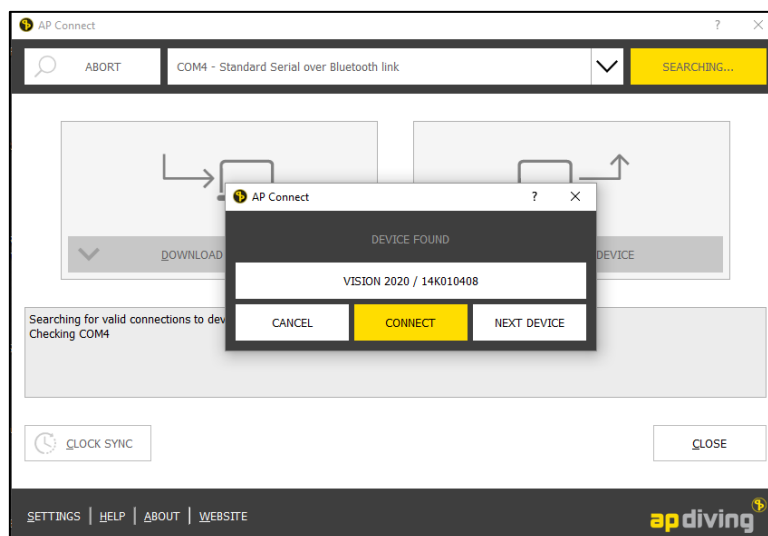 AP Connect
ABORT
COM4 - Standard Serial over Bluetooth link
SEARCHING...
AP Connect
DEVICE FOUND
VISION 2020 / 14K010408
CANCEL
CONNECT
NEXT DEVICE
DOWNLOAD
DEVICE
Searching for valid connections to dev
Checking COM4
CLOCK SYNC
CLOSE
SETTINGS | HELP | ABOUT | WEBSITE
apdiving